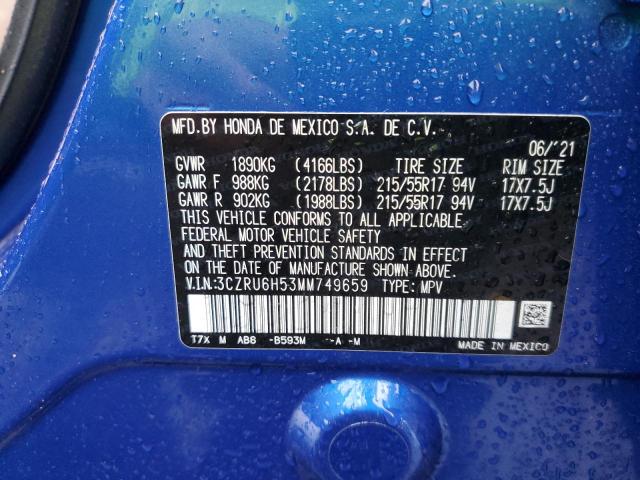 MFD.BY HONDA DE MEXICO S.A. DE C.V.
06/'21
GVWR 1890KG (4166LBS) TIRE SIZE RIM SIZE
GAWR F 988KG (2178LBS) 215/55R17 94V 17X7.5J
GAWR R 902KG (1988LBS) 215/55R17 94V 17X7.5J
THIS VEHICLE CONFORMS TO ALL APPLICABLE
FEDERAL MOTOR VEHICLE SAFETY
AND THEFT PREVENTION STANDARDS IN EFFECT
ON THE DATE OF MANUFACTURE SHOWN ABOVE.
V.I.N:3CZRU6H53MM749659 TYPE: MPV
T7X M AB6 -B593M -A -M
MADE IN MEXICO